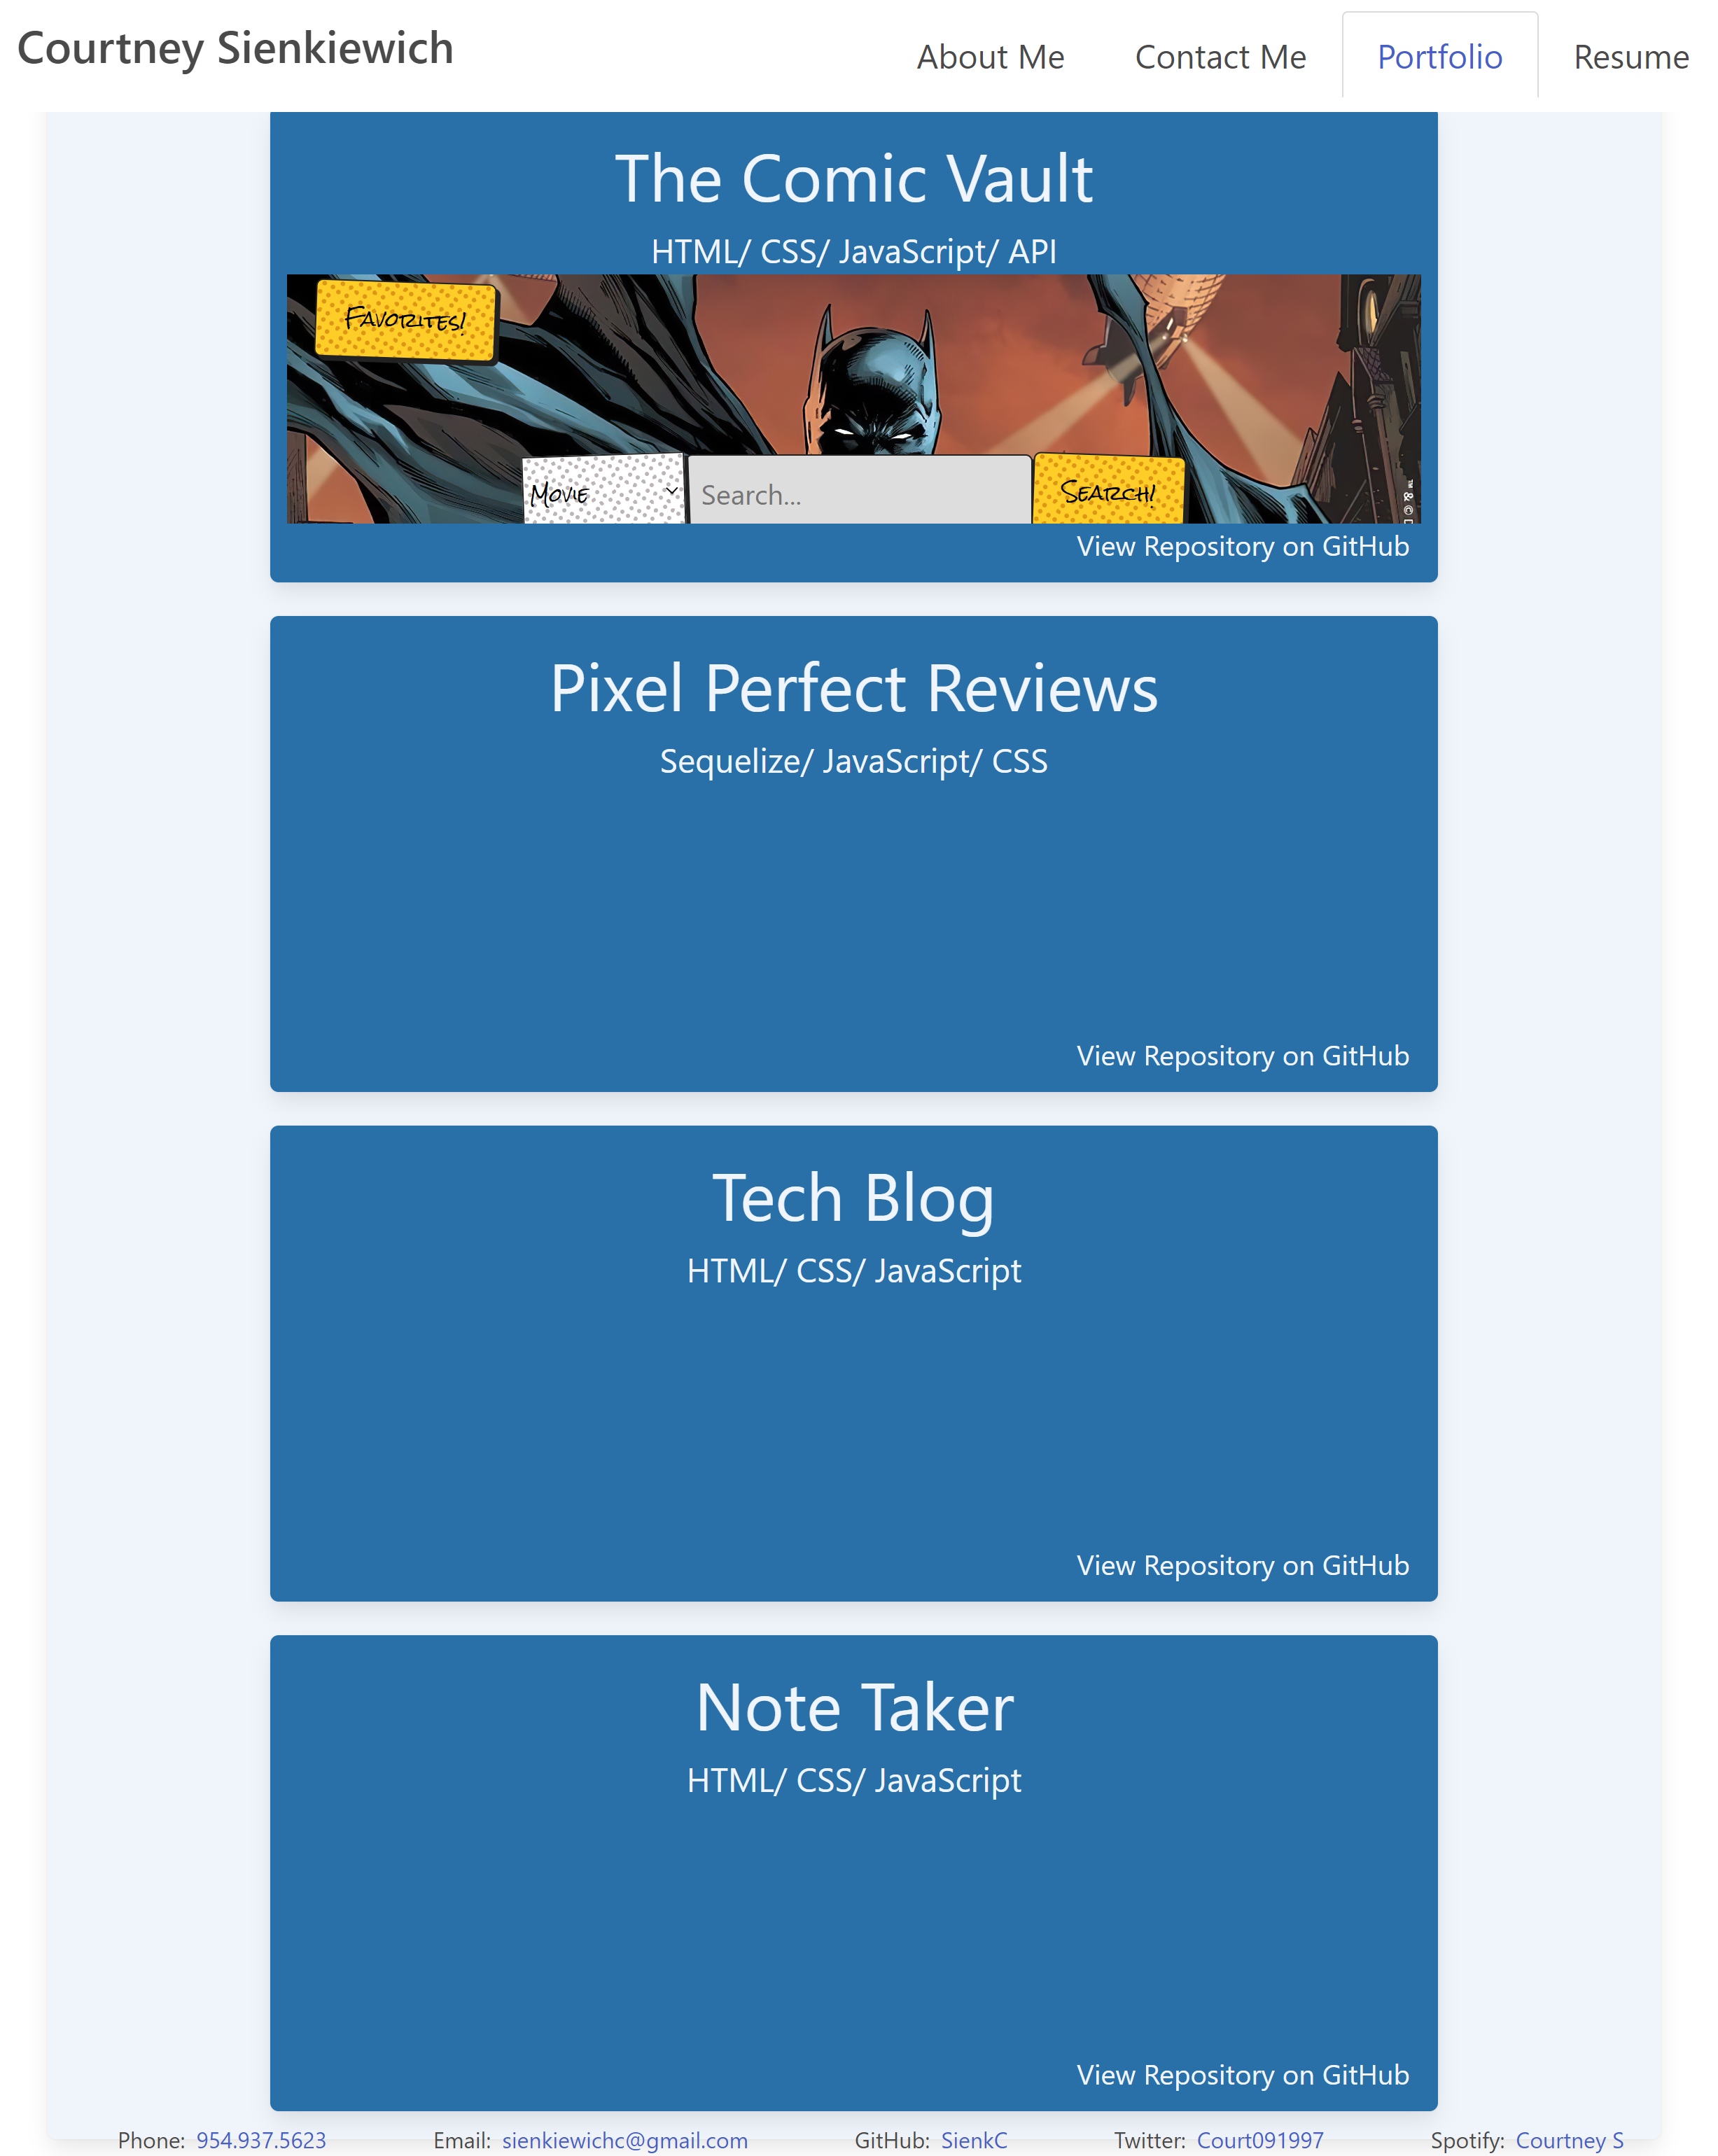 Courtney Sienkiewich
About Me Contact Me Portfolio Resume
The Comic Vault
HTML/ CSS/ JavaScript/ API
Favorites!
Movie Search... Search!
View Repository on GitHub
Pixel Perfect Reviews
Sequelize/ JavaScript/ CSS
View Repository on GitHub
Tech Blog
HTML/ CSS/ JavaScript
View Repository on GitHub
Note Taker
HTML/ CSS/ JavaScript
View Repository on GitHub
Phone: 954.937.5623 Email: sienkiewichc@gmail.com GitHub: SienkC Twitter: Court091997 Spotify: Courtney S